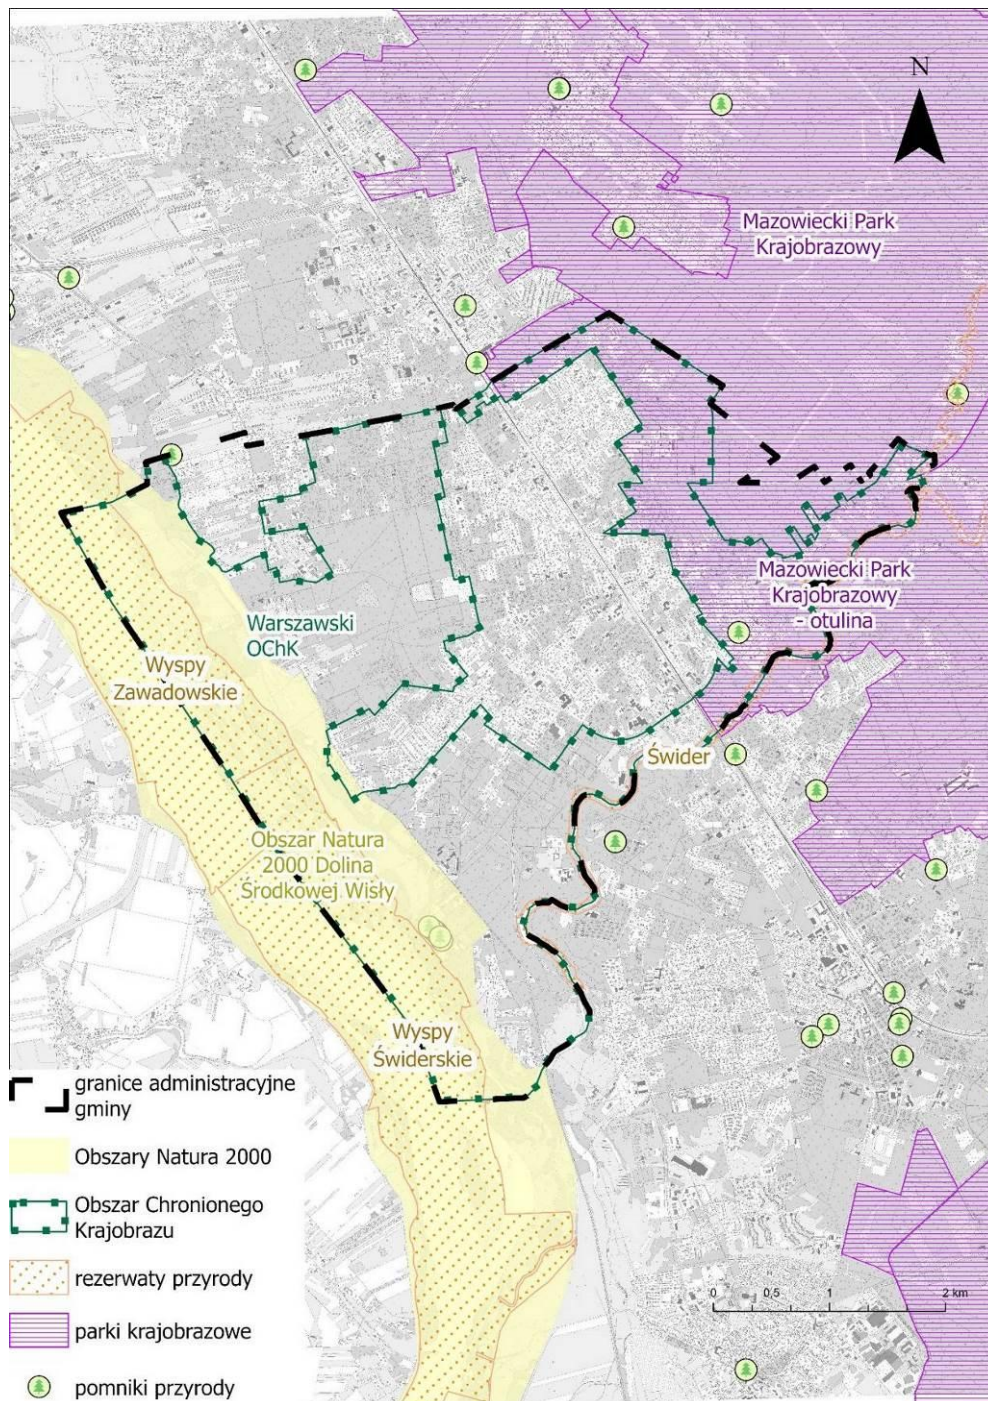 N
Mazowiecki Park
Krajobrazowy
Mazowiecki Park
Krajobrazowy
- otulina
Warszawski
OChK
Wyspy
Zawadowskie
Świder
Obszar Natura
2000 Dolina
Środkowej Wisły
Wyspy
Świderskie
granice administracyjne
gminy
Obszary Natura 2000
Obszar Chronionego
Krajobrazu
rezerwaty przyrody
parki krajobrazowe
pomniki przyrody
0 0,5 1 2 km